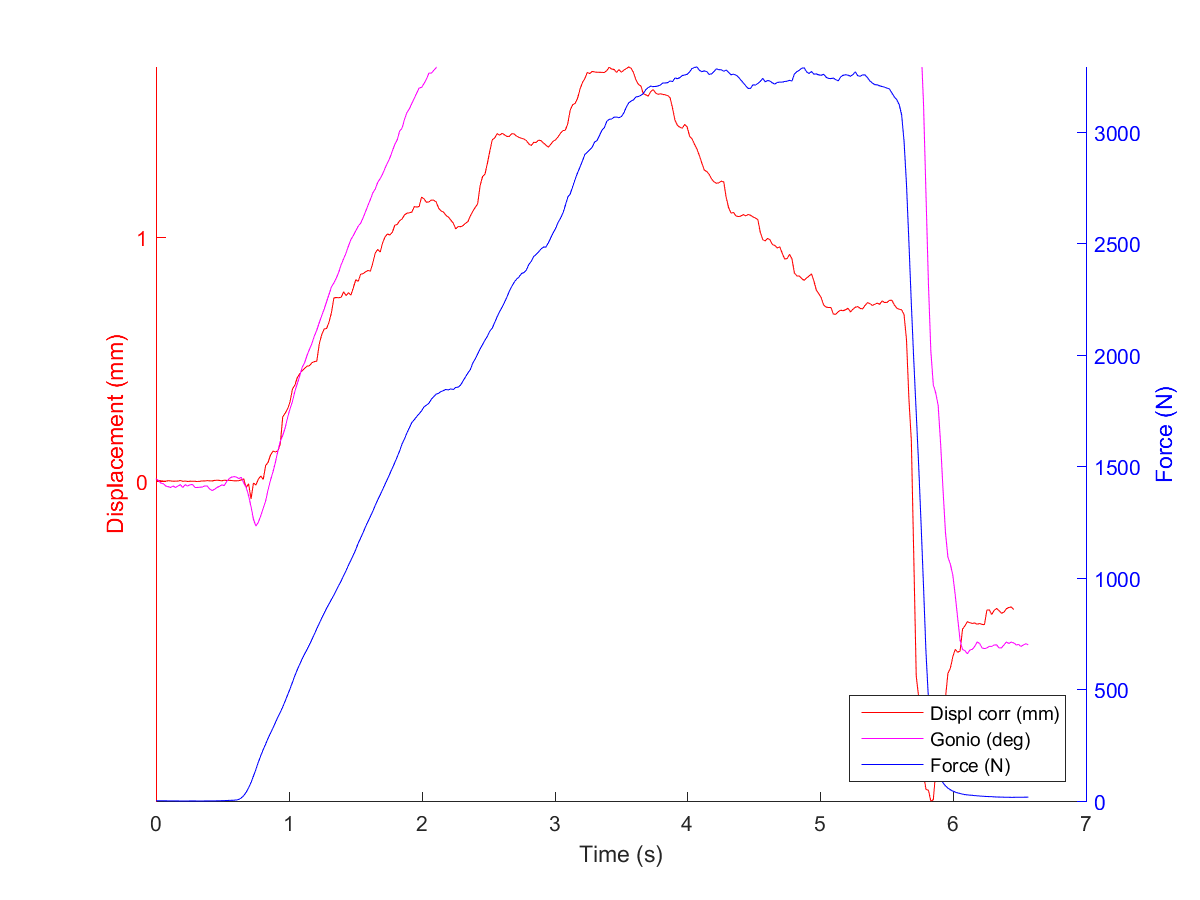 Displacement (mm)
1
0
Force (N)
3000
2500
2000
1500
1000
500
0
0 1 2 3 4 5 6 7
Time (s)
Displ corr (mm)
Gonio (deg)
Force (N)